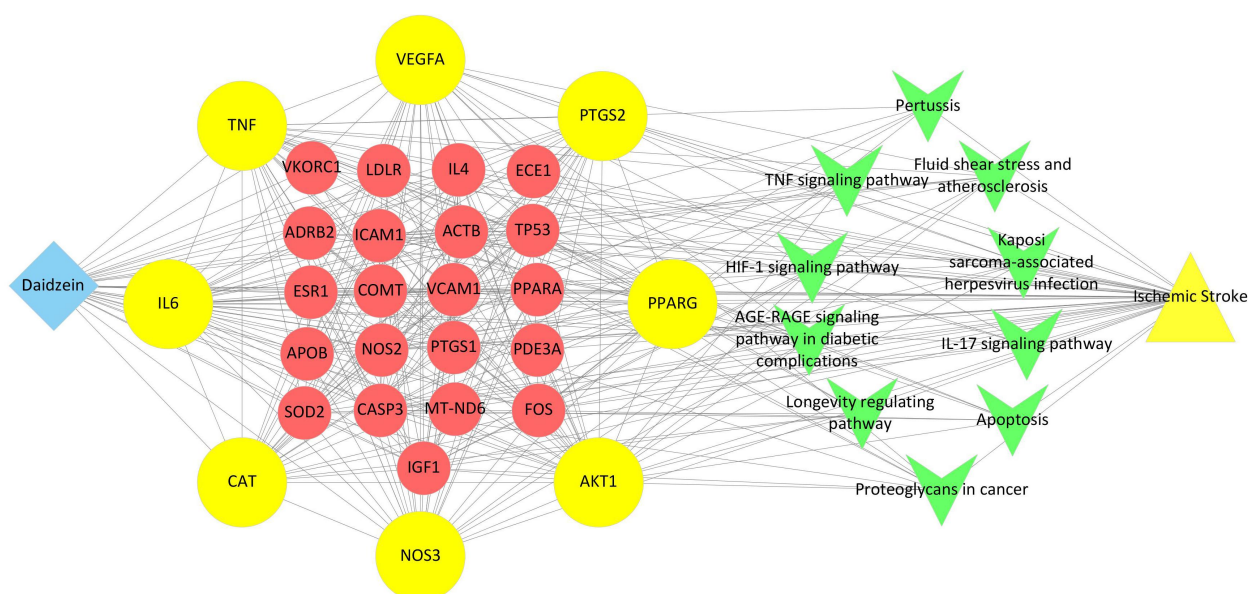 VEGFA
TNF
PTGS2
Daidzein
IL6
PPARG
CAT
AKT1
NOS3
VKORC1
LDLR
IL4
ECE1
ADRB2
ICAM1
ACTB
TP53
ESR1
COMT
VCAM1
PPARA
APOB
NOS2
PTGS1
PDE3A
SOD2
CASP3
MT-ND6
FOS
IGF1
Pertussis
TNF signaling pathway
Fluid shear stress and
atherosclerosis
HIF-1 signaling pathway
Kaposi
sarcoma-associated
herpesvirus infection
AGE-RAGE signaling
pathway in diabetic
complications
IL-17 signaling pathway
Longevity regulating
pathway
Apoptosis
Proteoglycans in cancer
Ischemic Stroke